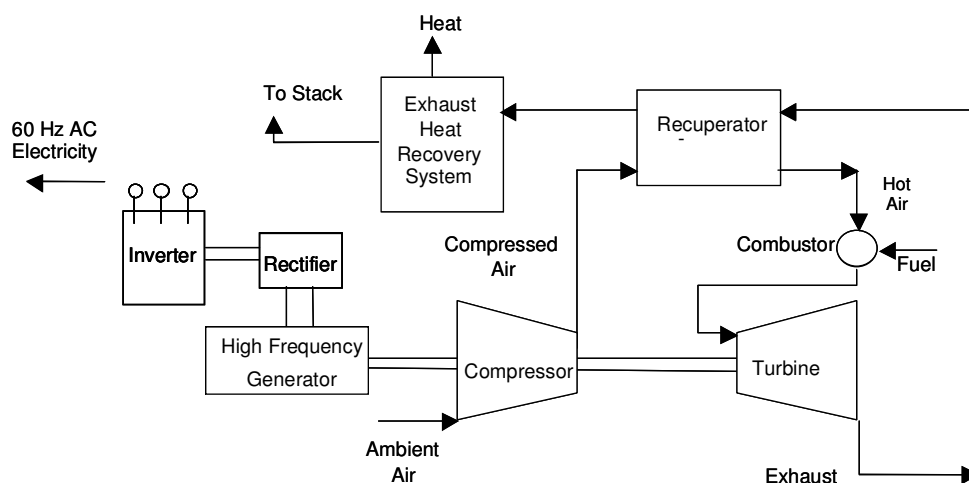 Heat
To Stack
Exhaust
Heat
Recovery
System
Recuperator
60 Hz AC
Electricity
Hot
Air
Compressed
Air
Combustor
Fuel
Inverter
Rectifier
High Frequency
Generator
Compressor
Turbine
Ambient
Air
Exhaust